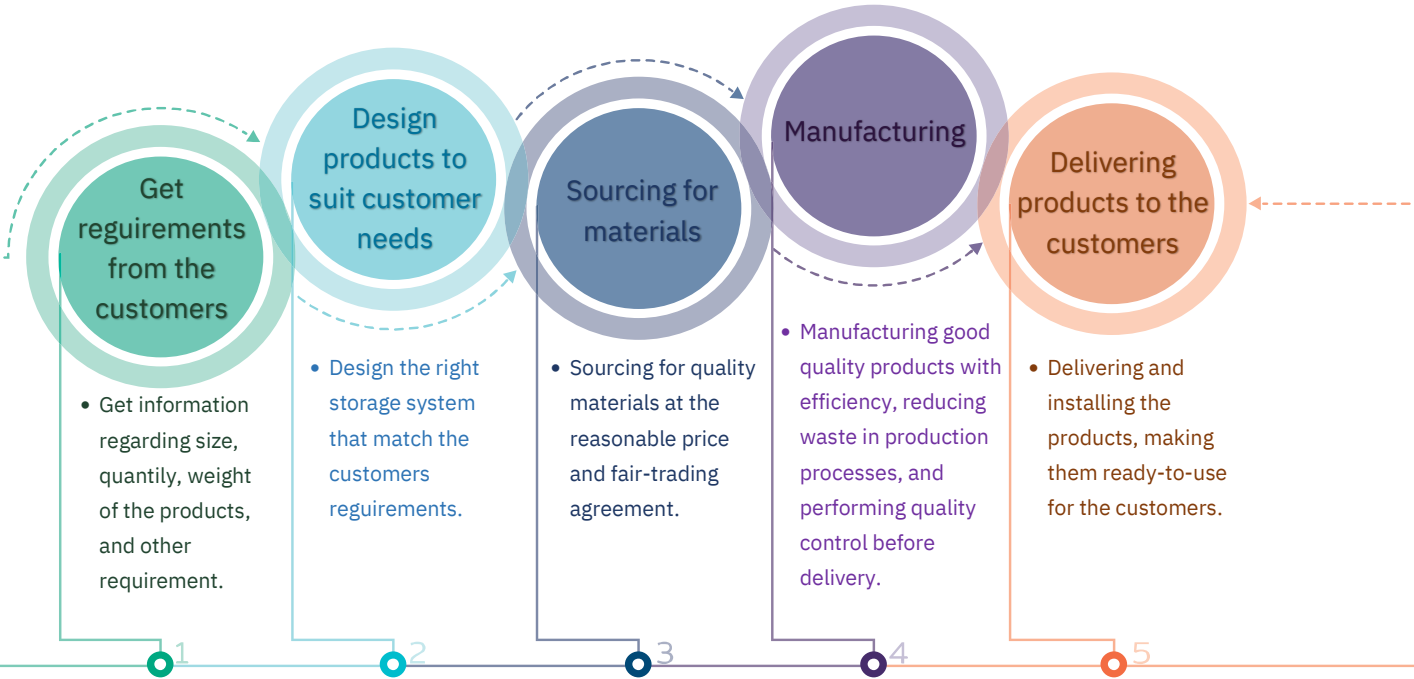 Get
reguirements
from the
customers
• Get information
regarding size,
quantily, weight
of the products,
and other
requirement.
1
Design
products to
suit customer
needs
• Design the right
storage system
that match the
customers
reguirements.
2
Sourcing for
materials
• Sourcing for quality
materials at the
reasonable price
and fair-trading
agreement.
3
Manufacturing
• Manufacturing good
quality products with
efficiency, reducing
waste in production
processes, and
performing quality
control before
delivery.
4
Delivering
products to the
customers
• Delivering and
installing the
products, making
them ready-to-use
for the customers.
5